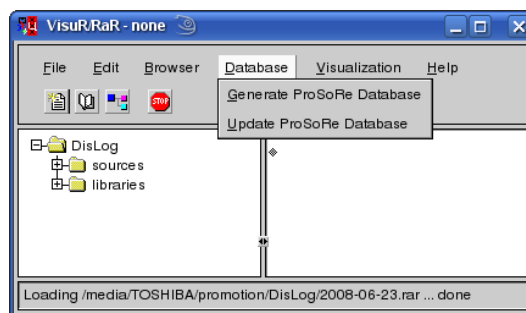 VisuR/RaR - none
File Edit Browser Database Visualization Help
STOP
Generate ProSoRe Database
Update ProSoRe Database
DisLog
sources
libraries
Loading /media/TOSHIBA/promotion/DisLog/2008-06-23.rar ... done